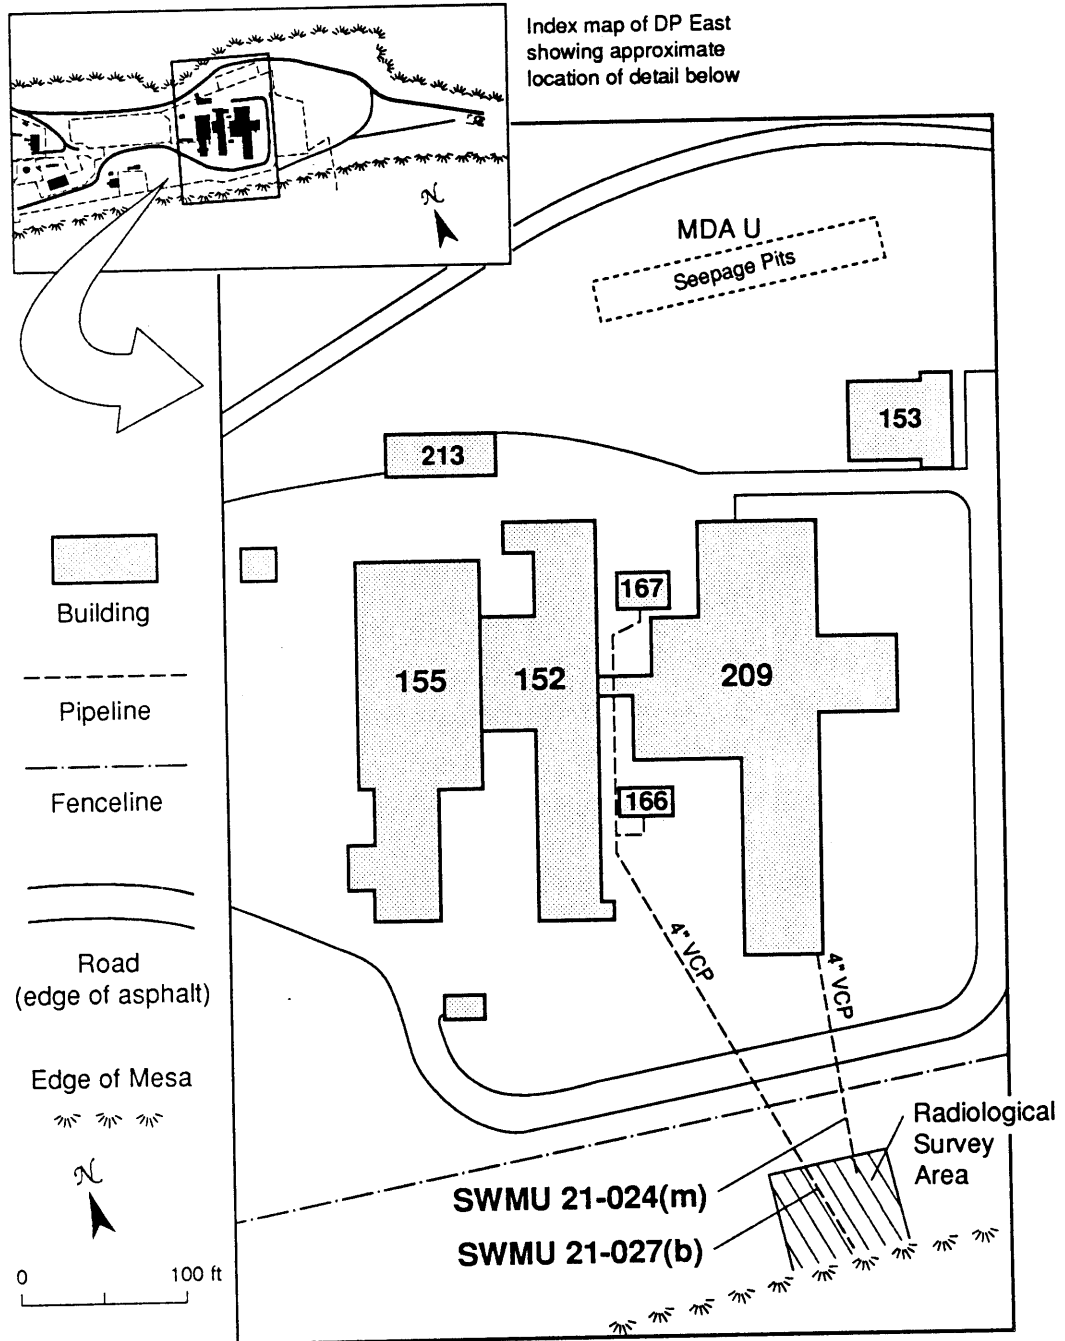 Index map of DP East
showing approximate
location of detail below
N
MDA U
Seepage Pits
153
213
167
155
152
209
166
Building
Pipeline
Fenceline
Road
(edge of asphalt)
Edge of Mesa
N
0 100 ft
4" VCP
4" VCP
Radiological
Survey
Area
SWMU 21-024(m)
SWMU 21-027(b)